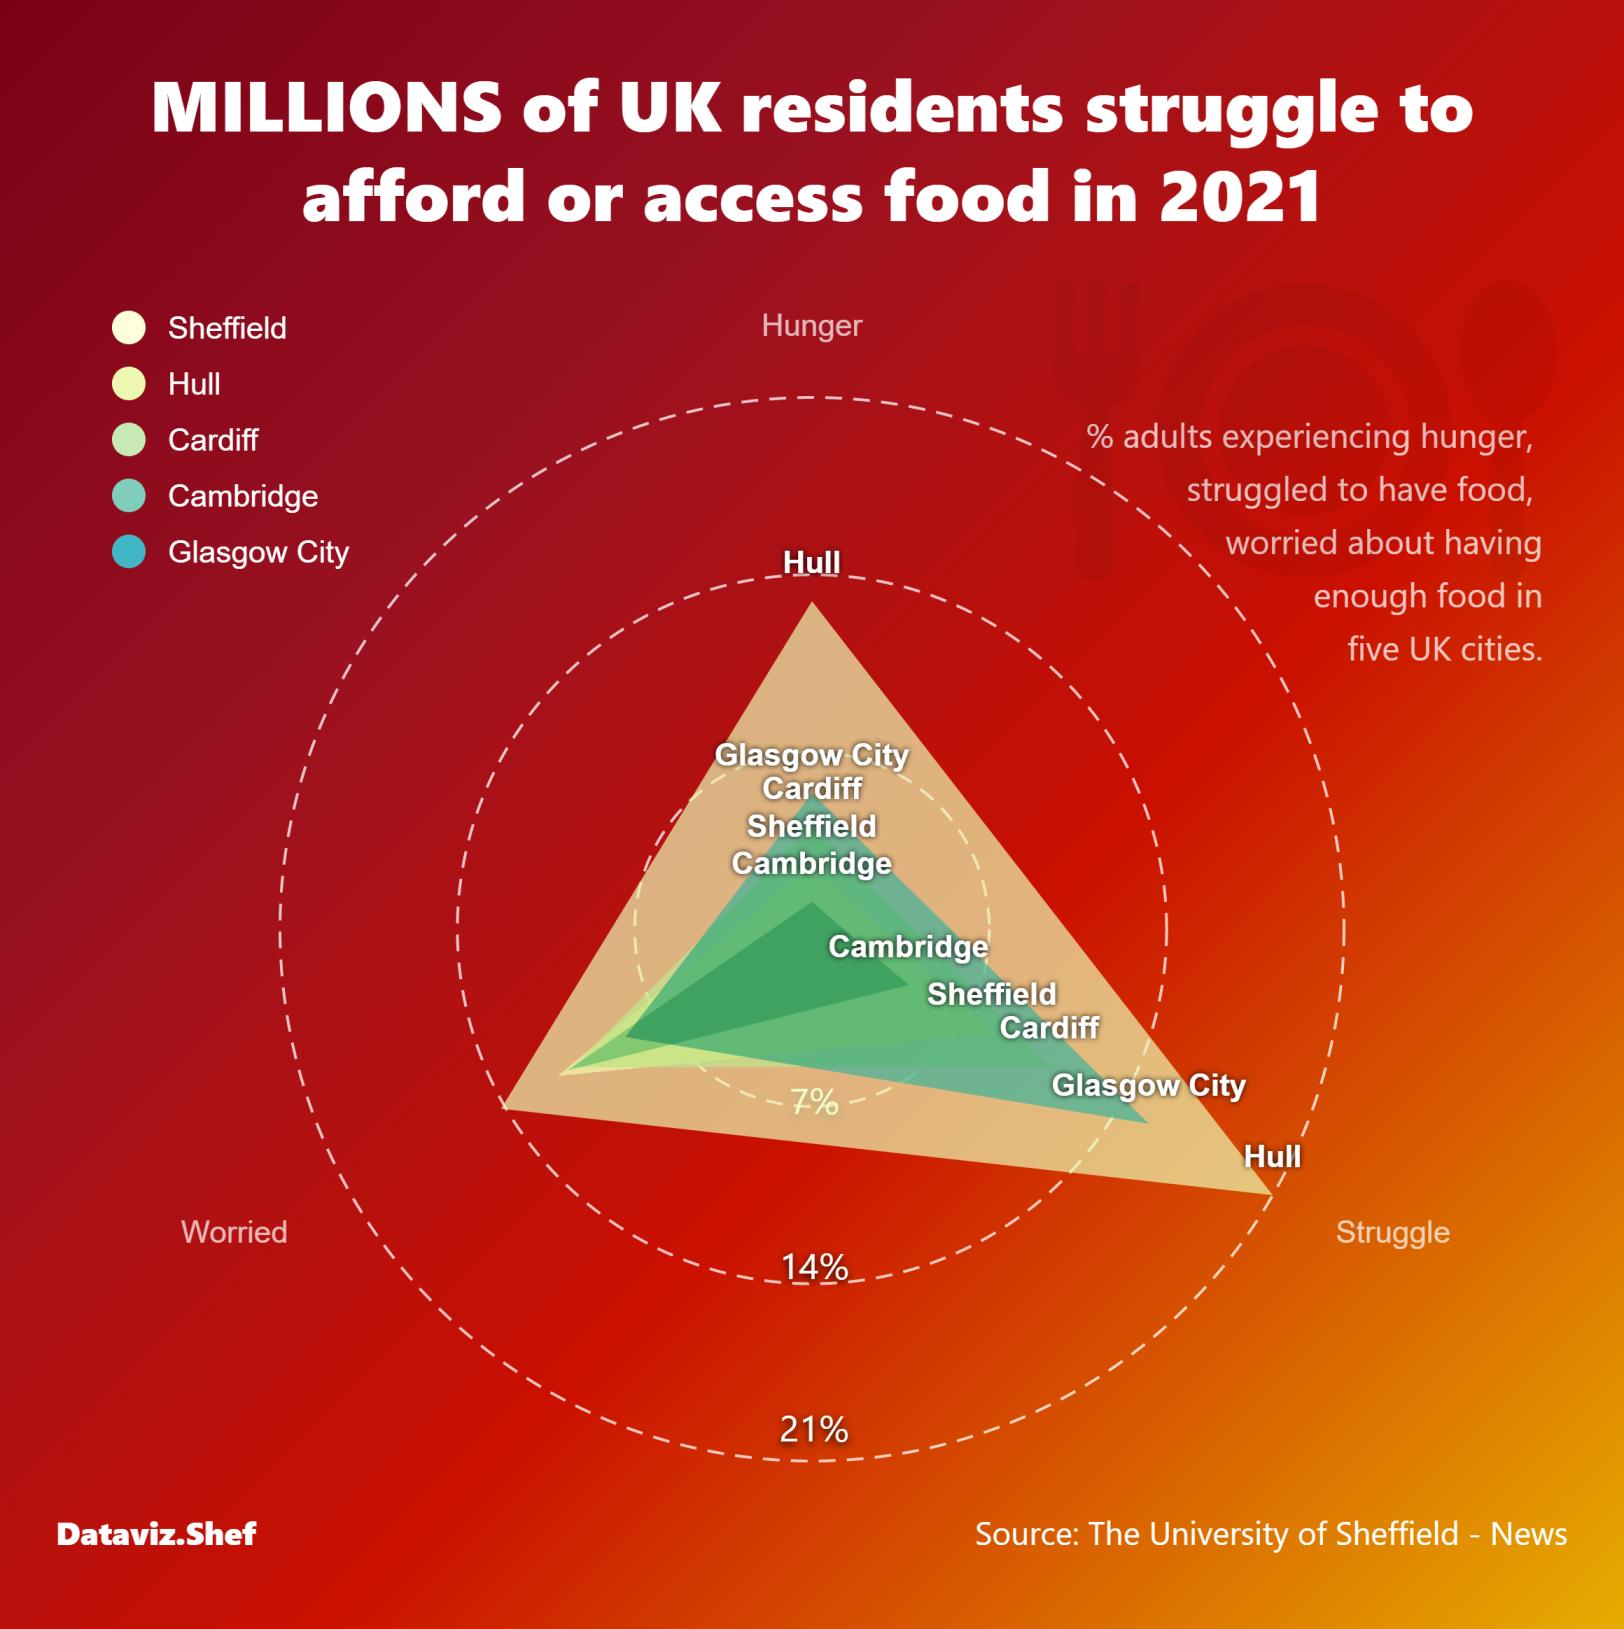 MILLIONS of UK residents struggle to
afford or access food in 2021
Sheffield
Hull
Cardiff
Cambridge
Glasgow City
Hunger
% adults experiencing hunger,
struggled to have food,
worried about having
enough food in
five UK cities.
Hull
Glasgow City
Cardiff
Sheffield
Cambridge
Cambridge
Sheffield
Cardiff
Glasgow City
7%
Hull
Worried
Struggle
14%
21%
Dataviz.Shef
Source: The University of Sheffield - News